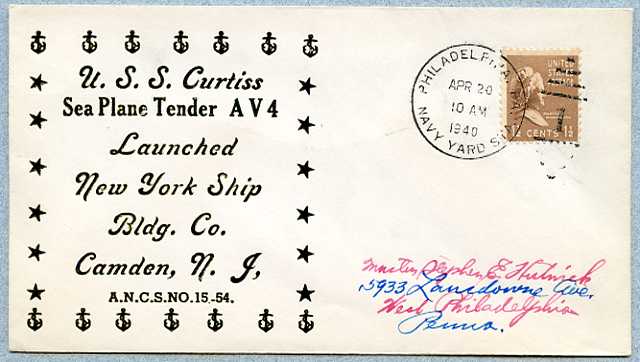 U. S. S. Curtiss
Sea Plane Tender A V 4
Launched
New York Ship
Bldg. Co.
Camden, N. J,
A.N.C.S.NO.15-54.
PHILADELPHIA, PA.
APR 20
10 AM
1940
NAVY YARD STA.
UNITED
STATES
1½ CENTS 1½
Master Stephen E. Hutnick
5933 Lansdowne Ave.
West Philadelphia
Penna.